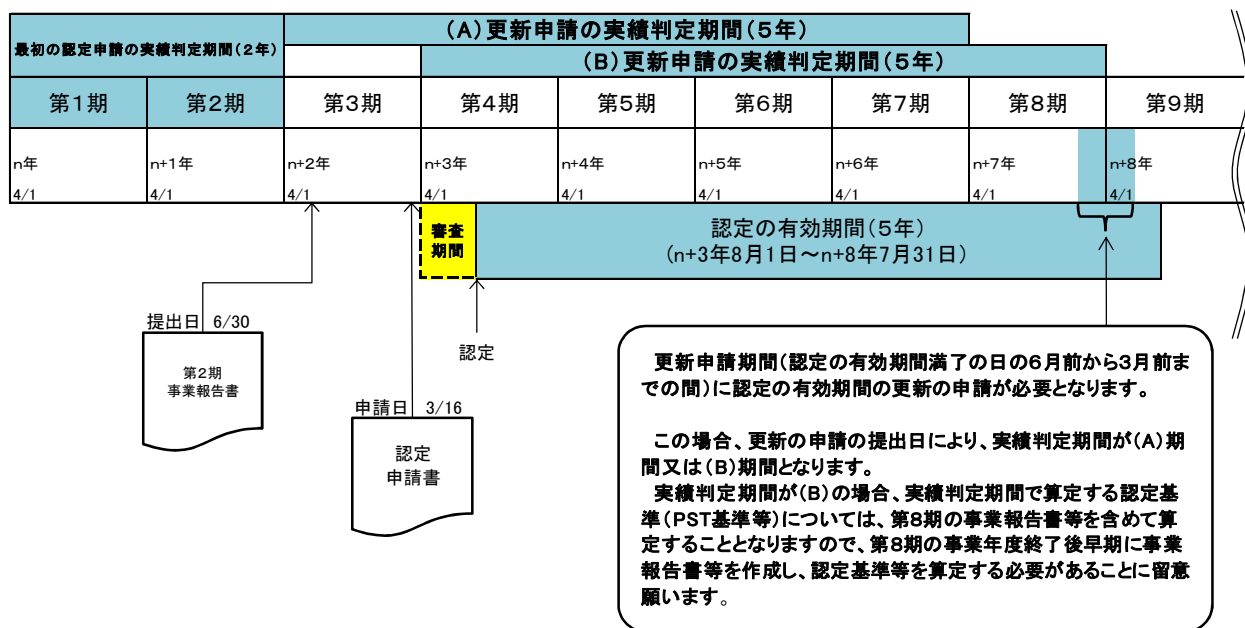 最初の認定申請の実績判定期間(2年)
(A)更新申請の実績判定期間(5年)
(B)更新申請の実績判定期間(5年)
第1期 第2期 第3期 第4期 第5期 第6期 第7期 第8期 第9期
n年 n+1年 n+2年 n+3年 n+4年 n+5年 n+6年 n+7年 n+8年
4/1 4/1 4/1 4/1 4/1 4/1 4/1 4/1 4/1
審査
期間
認定の有効期間(5年)
(n+3年8月1日～n+8年7月31日)
提出日 6/30
第2期
事業報告書
認定
申請日 3/16
認定
申請書
更新申請期間(認定の有効期間満了の日の6月前から3月前ま
での間)に認定の有効期間の更新の申請が必要となります。
この場合、更新の申請の提出日により、実績判定期間が(A)期
間又は(B)期間となります。
実績判定期間が(B)の場合、実績判定期間で算定する認定基
準(PST基準等)については、第8期の事業報告書等を含めて算
定することとなりますので、第8期の事業年度終了後早期に事業
報告書等を作成し、認定基準等を算定する必要があることに留意
願います。